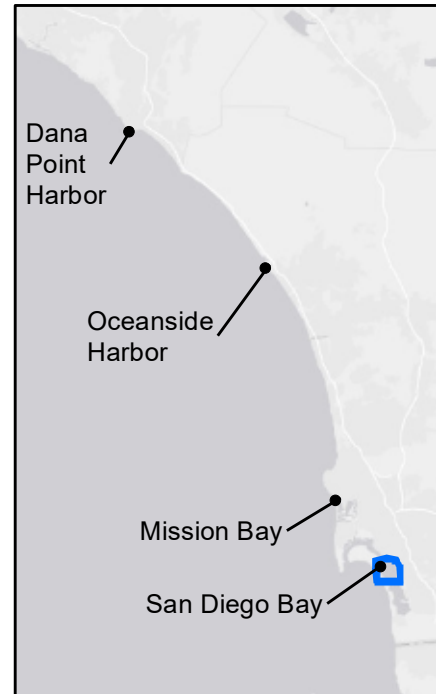 Dana
Point
Harbor
Oceanside
Harbor
Mission Bay
San Diego Bay